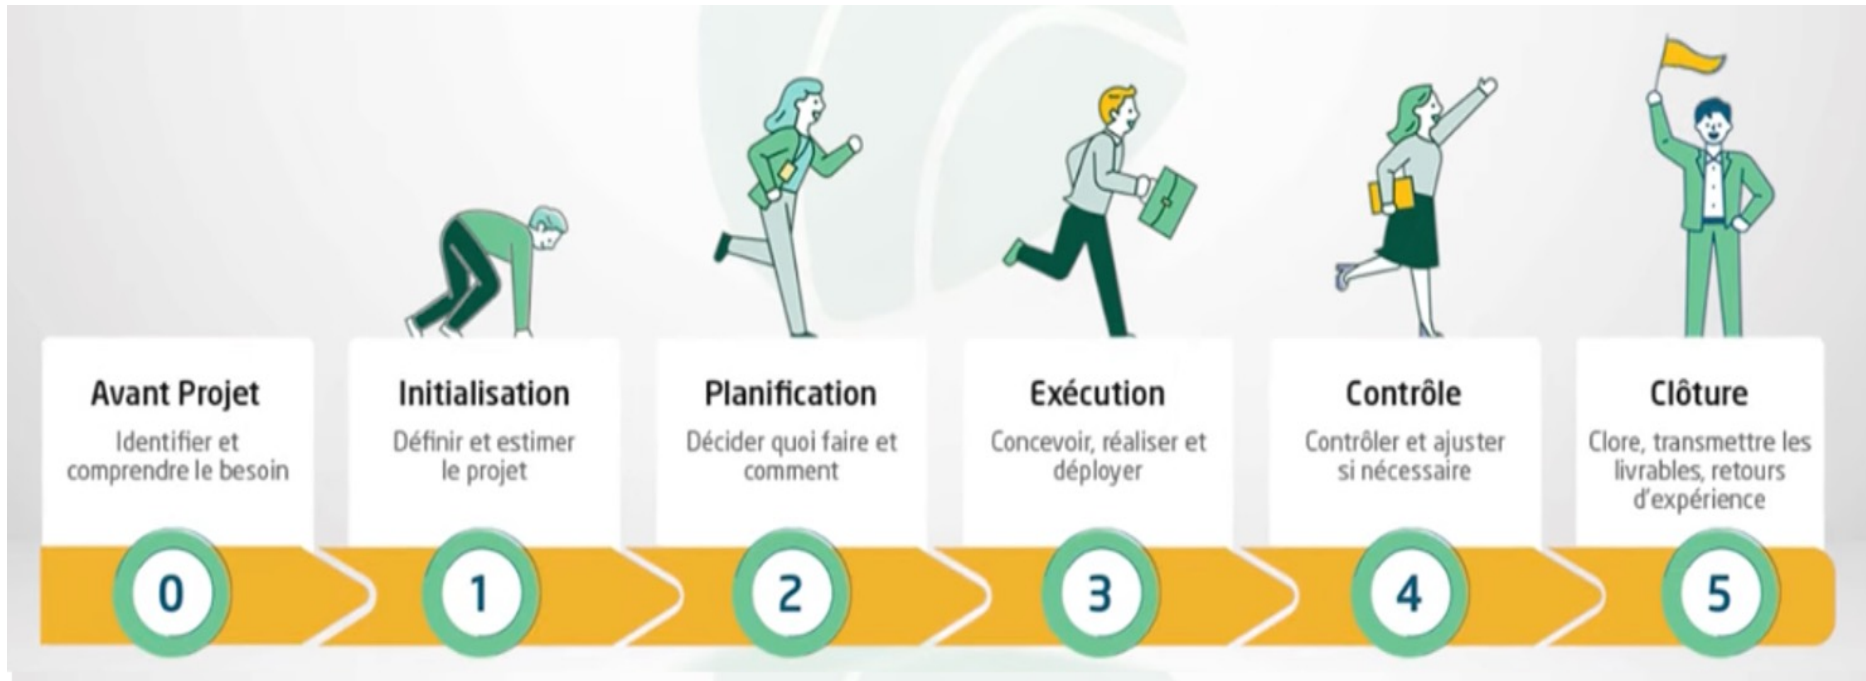 Avant Projet
Identifier et
comprendre le besoin
Initialisation
Définir et estimer
le projet
Planification
Décider quoi faire et
comment
Exécution
Concevoir, réaliser et
déployer
Contrôle
Contrôler et ajuster
si nécessaire
Clôture
Clore, transmettre les
livrables, retours
d'expérience
0
1
2
3
4
5